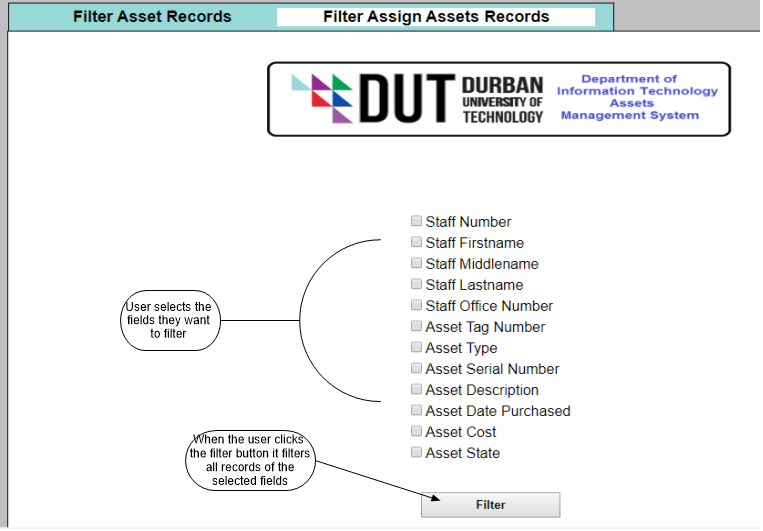 Filter Asset Records
Filter Assign Assets Records
DUT
DURBAN
UNIVERSITY OF
TECHNOLOGY
Department of
Information Technology
Assets
Management System
Staff Number
Staff Firstname
Staff Middlename
Staff Lastname
Staff Office Number
Asset Tag Number
Asset Type
Asset Serial Number
Asset Description
Asset Date Purchased
Asset Cost
Asset State
User selects the
fields they want
to filter
When the user clicks
the filter button it filters
all records of the
selected fields
Filter